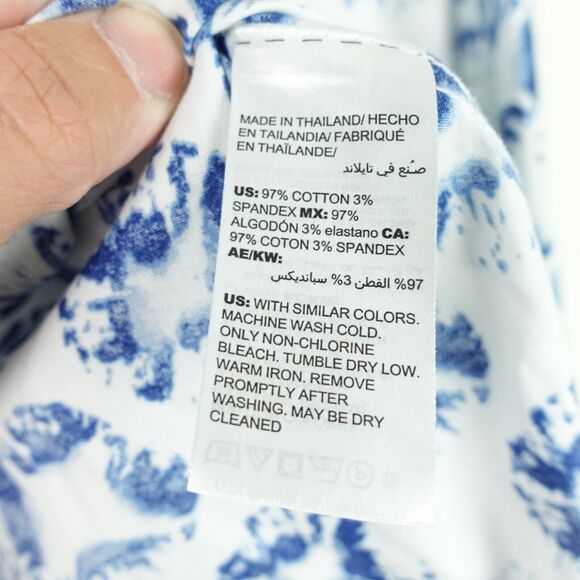 MADE IN THAILAND/ HECHO
EN TAILANDIA/ FABRIQUÉ
EN THAÏLANDE/
صُنع في تايلاند
US: 97% COTTON 3%
SPANDEX MX: 97%
ALGODÓN 3% elastano CA:
97% COTON 3% SPANDEX
AE/KW:
97% القطن 3% سبانديكس
US: WITH SIMILAR COLORS.
MACHINE WASH COLD.
ONLY NON-CHLORINE
BLEACH. TUMBLE DRY LOW.
WARM IRON. REMOVE
PROMPTLY AFTER
WASHING. MAY BE DRY
CLEANED